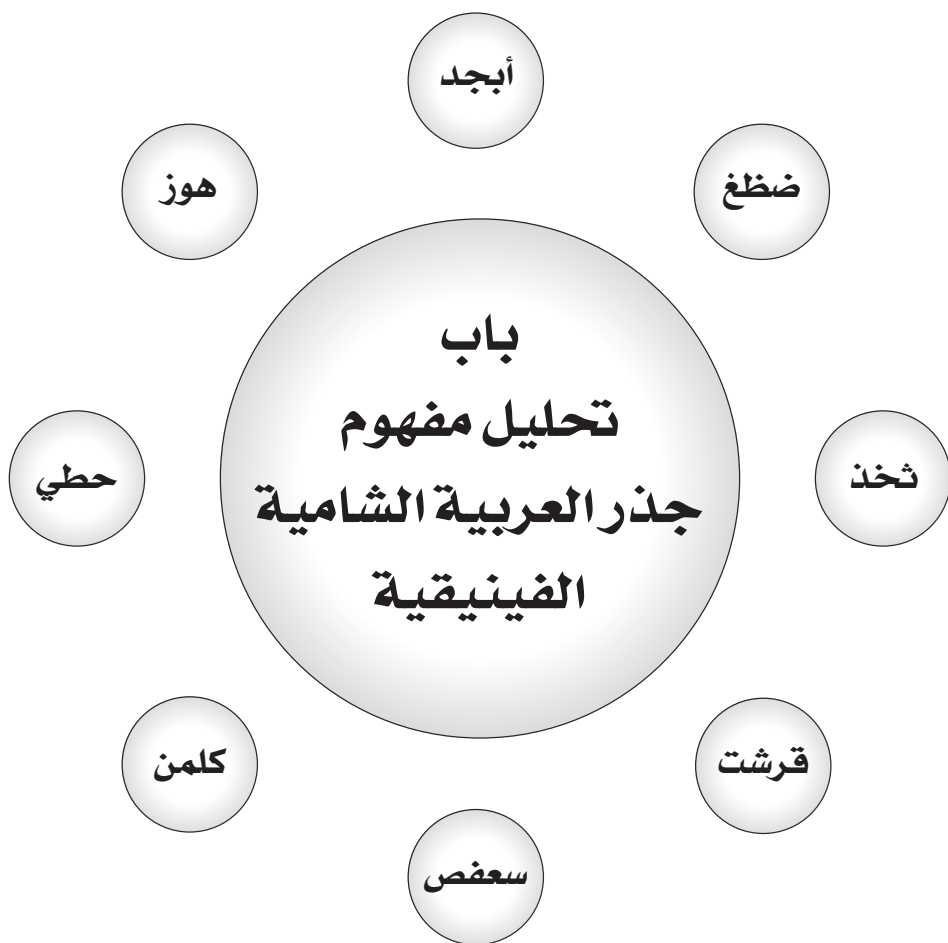 أبجد
هوز
ضظغ
باب
تحليل مفهوم
جذر العربية الشامية
الفينيقية
حطي
ثخذ
كلمن
قرشت
سعفص